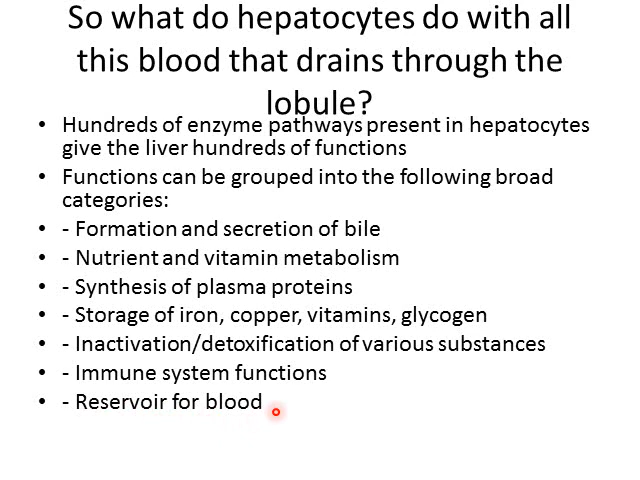 So what do hepatocytes do with all
this blood that drains through the
lobule?
• Hundreds of enzyme pathways present in hepatocytes
give the liver hundreds of functions
• Functions can be grouped into the following broad
categories:
• - Formation and secretion of bile
• - Nutrient and vitamin metabolism
• - Synthesis of plasma proteins
• - Storage of iron, copper, vitamins, glycogen
• - Inactivation/detoxification of various substances
• - Immune system functions
• - Reservoir for blood